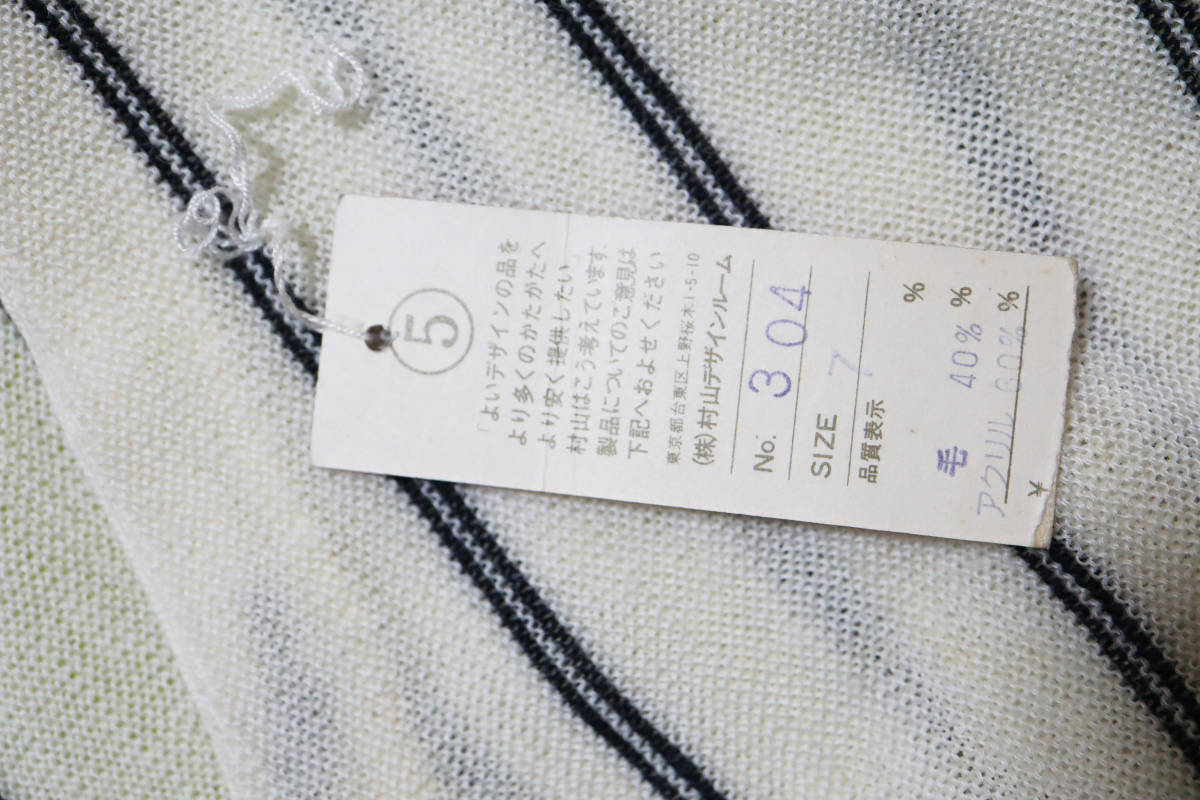 5
「よいデザインの品を
より多くのかたがたへ
より安く提供したい」
村山はこう考えています.
製品についてのご意見は
下記へおよせください
東京都台東区上野桜木1-5-10
(株)村山デザインルーム
No. 304
SIZE 7
品質表示
%
毛 40% %
アクリル 60% %
¥